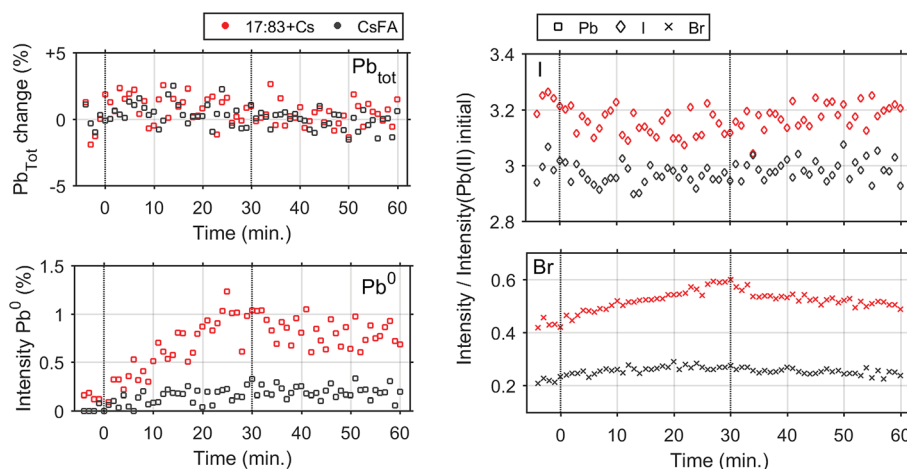 17:83+Cs CsFA
Pb I Br
+5
0
-5
Pb_Tot change (%)
Pb_tot
0 10 20 30 40 50 60
Time (min.)
1.5
1
0.5
0
Intensity Pb^0 (%)
Pb^0
0 10 20 30 40 50 60
Time (min.)
Intensity / Intensity(Pb(II) initial)
3.4
3.2
3
2.8
I
0.6
0.4
0.2
Br
0 10 20 30 40 50 60
Time (min.)